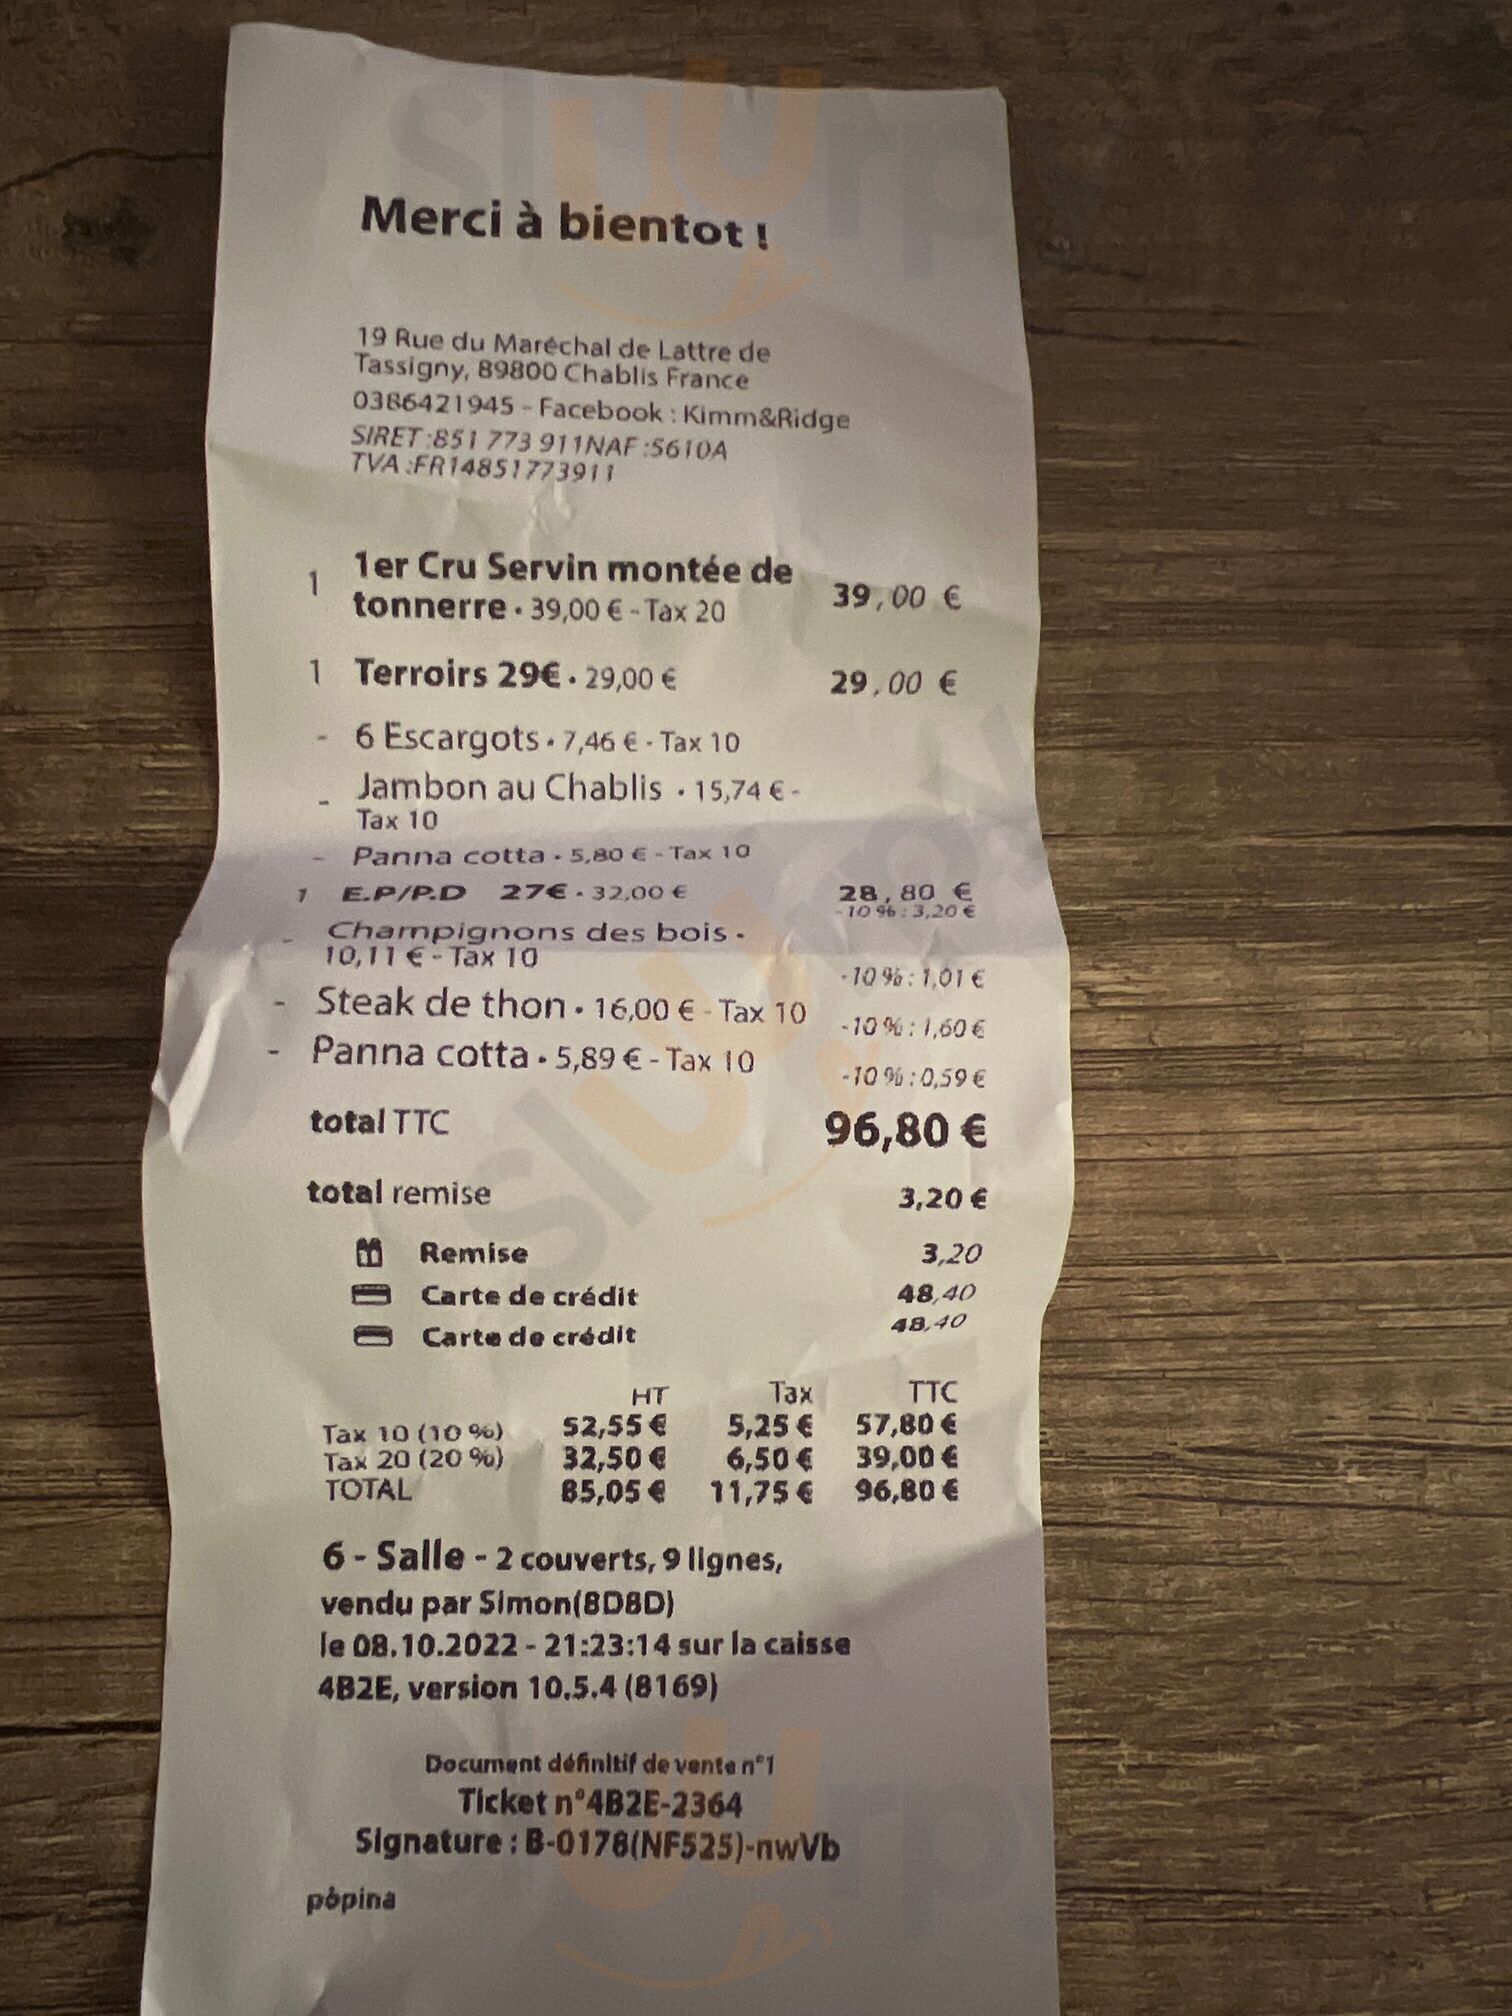 Merci à bientot !
19 Rue du Maréchal de Lattre de
Tassigny, 89800 Chablis France
0386421945 - Facebook : Kimm&Ridge
SIRET :851 773 911NAF :5610A
TVA :FR14851773911
1 1er Cru Servin montée de
tonnerre • 39,00 € - Tax 20 39,00 €
1 Terroirs 29€ • 29,00 € 29,00 €
- 6 Escargots • 7,46 € - Tax 10
- Jambon au Chablis • 15,74 € -
Tax 10
- Panna cotta • 5,80 € - Tax 10
1 E.P/P.D 27€ • 32,00 € 28,80 €
-10 % : 3,20 €
- Champignons des bois •
10,11 € - Tax 10
-10 % : 1,01 €
- Steak de thon • 16,00 € - Tax 10
-10 % : 1,60 €
- Panna cotta • 5,89 € - Tax 10
-10 % : 0,59 €
total TTC 96,80 €
total remise 3,20 €
Remise 3,20
Carte de crédit 48,40
Carte de crédit 48,40
HT Tax TTC
Tax 10 (10 %) 52,55 € 5,25 € 57,80 €
Tax 20 (20 %) 32,50 € 6,50 € 39,00 €
TOTAL 85,05 € 11,75 € 96,80 €
6 - Salle - 2 couverts, 9 lignes,
vendu par Simon(8D8D)
le 08.10.2022 - 21:23:14 sur la caisse
4B2E, version 10.5.4 (8169)
Document définitif de vente n°1
Ticket n°4B2E-2364
Signature : B-0178(NF525)-nwVb
pòpina
slurp
sluurpy
slurp